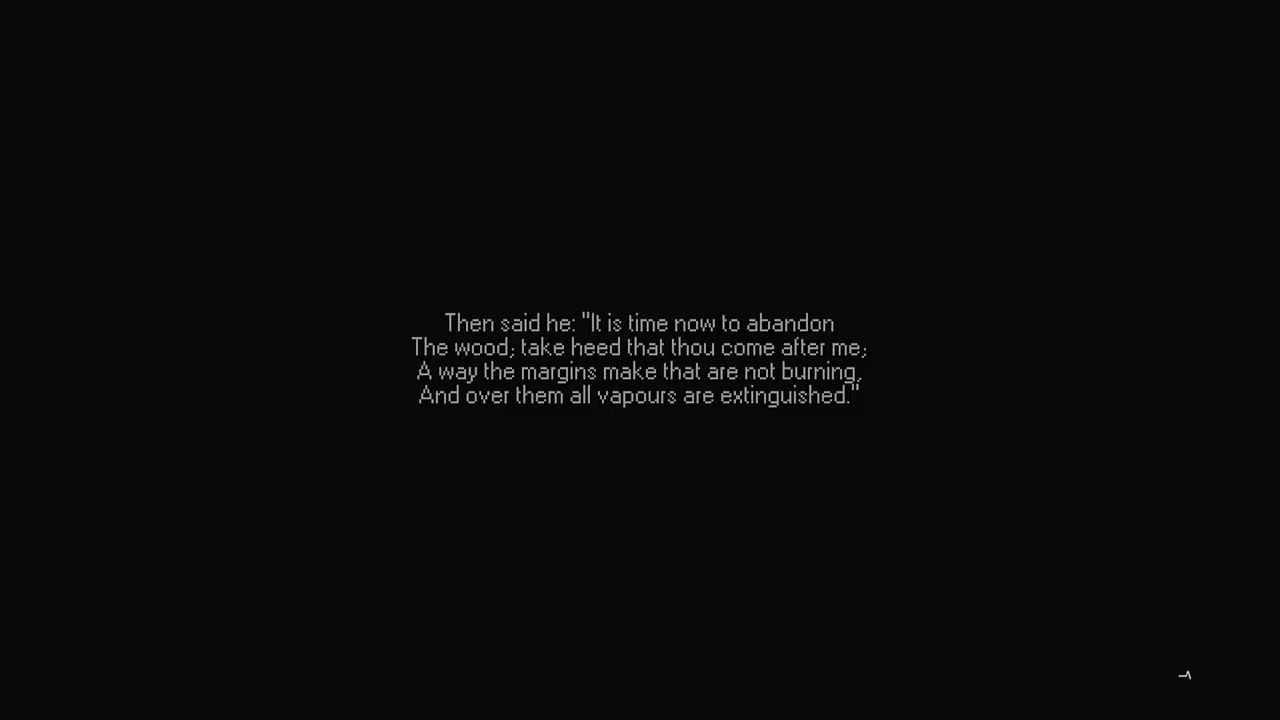 Then said he: "It is time now to abandon
The wood; take heed that thou come after me;
A way the margins make that are not burning,
And over them all vapours are extinguished."